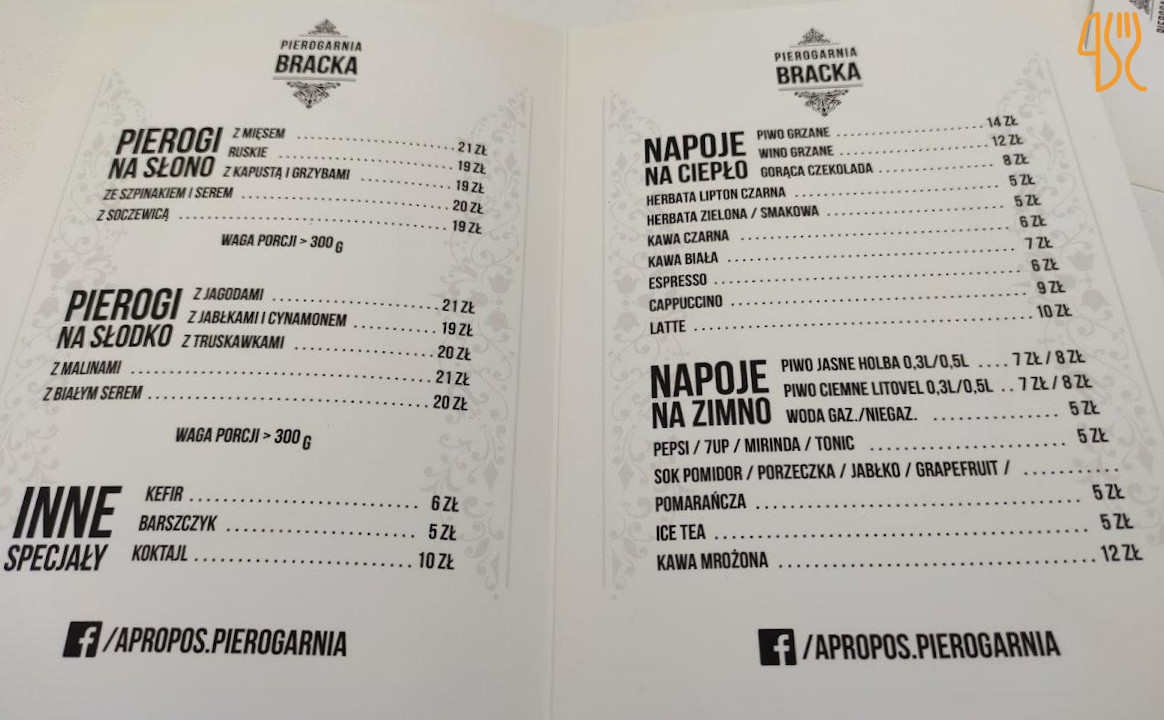 PIEROGARNIA
BRACKA
PIEROGI
NA SŁONO
Z MIĘSEM ........ 21 ZŁ
RUSKIE ........ 19 ZŁ
Z KAPUSTĄ I GRZYBAMI ........ 19 ZŁ
ZE SZPINAKIEM I SEREM ........ 20 ZŁ
Z SOCZEWICĄ ........ 19 ZŁ
WAGA PORCJI > 300 G
PIEROGI
NA SŁODKO
Z JAGODAMI ........ 21 ZŁ
Z JABŁKAMI I CYNAMONEM ........ 19 ZŁ
Z TRUSKAWKAMI ........ 20 ZŁ
Z MALINAMI ........ 21 ZŁ
Z BIAŁYM SEREM ........ 20 ZŁ
WAGA PORCJI > 300 G
INNE
SPECJAŁY
KEFIR ........ 6 ZŁ
BARSZCZYK ........ 5 ZŁ
KOKTAJL ........ 10 ZŁ
/APROPOS.PIEROGARNIA
PIEROGARNIA
BRACKA
NAPOJE
NA CIEPŁO
PIWO GRZANE ........ 14 ZŁ
WINO GRZANE ........ 12 ZŁ
GORĄCA CZEKOLADA ........ 8 ZŁ
HERBATA LIPTON CZARNA ........ 5 ZŁ
HERBATA ZIELONA / SMAKOWA ........ 5 ZŁ
KAWA CZARNA ........ 6 ZŁ
KAWA BIAŁA ........ 7 ZŁ
ESPRESSO ........ 6 ZŁ
CAPPUCCINO ........ 9 ZŁ
LATTE ........ 10 ZŁ
NAPOJE
NA ZIMNO
PIWO JASNE HOLBA 0,3L/0,5L .... 7 ZŁ / 8 ZŁ
PIWO CIEMNE LITOVEL 0,3L/0,5L .. 7 ZŁ / 8 ZŁ
WODA GAZ./NIEGAZ. ........ 5 ZŁ
PEPSI / 7UP / MIRINDA / TONIC ........ 5 ZŁ
SOK POMIDOR / PORZECZKA / JABŁKO / GRAPEFRUIT / ........
POMARAŃCZA ........ 5 ZŁ
ICE TEA ........ 5 ZŁ
KAWA MROŻONA ........ 12 ZŁ
/APROPOS.PIEROGARNIA